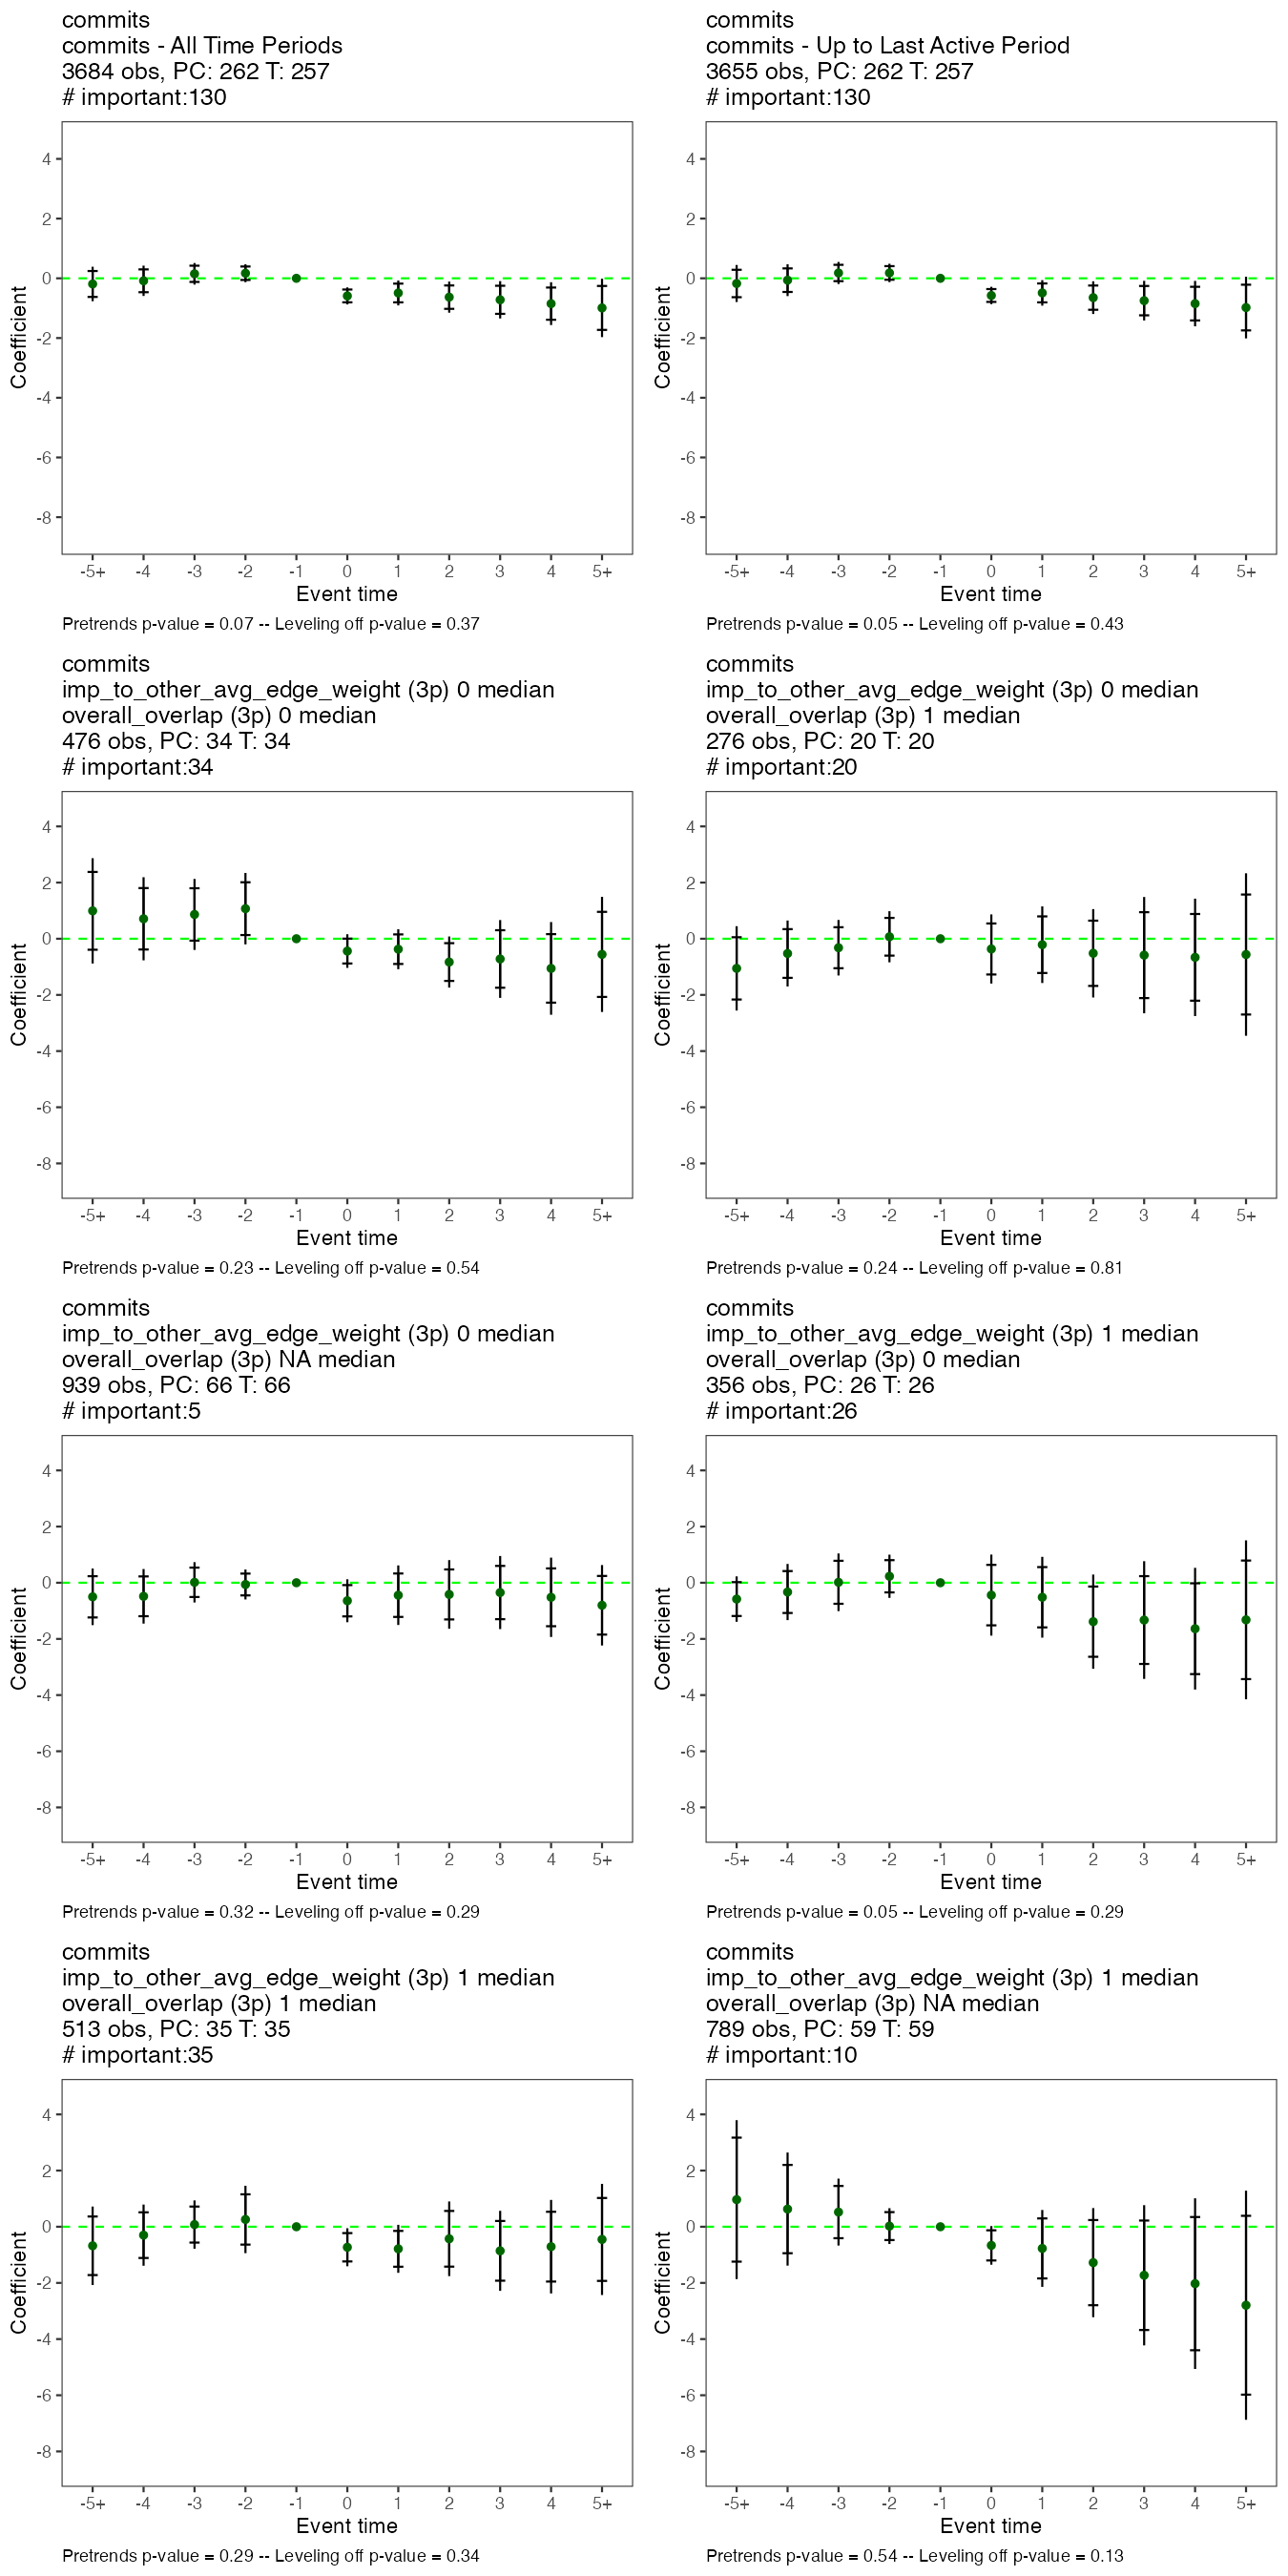 commits
commits - All Time Periods
3684 obs, PC: 262 T: 257
# important:130
4
2
0
-2
-4
-6
-8
Coefficient
-5+ -4 -3 -2 -1 0 1 2 3 4 5+
Event time
Pretrends p-value = 0.07 -- Leveling off p-value = 0.37
commits
commits - Up to Last Active Period
3655 obs, PC: 262 T: 257
# important:130
4
2
0
-2
-4
-6
-8
Coefficient
-5+ -4 -3 -2 -1 0 1 2 3 4 5+
Event time
Pretrends p-value = 0.05 -- Leveling off p-value = 0.43
commits
imp_to_other_avg_edge_weight (3p) 0 median
overall_overlap (3p) 0 median
476 obs, PC: 34 T: 34
# important:34
4
2
0
-2
-4
-6
-8
Coefficient
-5+ -4 -3 -2 -1 0 1 2 3 4 5+
Event time
Pretrends p-value = 0.23 -- Leveling off p-value = 0.54
commits
imp_to_other_avg_edge_weight (3p) 0 median
overall_overlap (3p) 1 median
276 obs, PC: 20 T: 20
# important:20
4
2
0
-2
-4
-6
-8
Coefficient
-5+ -4 -3 -2 -1 0 1 2 3 4 5+
Event time
Pretrends p-value = 0.24 -- Leveling off p-value = 0.81
commits
imp_to_other_avg_edge_weight (3p) 0 median
overall_overlap (3p) NA median
939 obs, PC: 66 T: 66
# important:5
4
2
0
-2
-4
-6
-8
Coefficient
-5+ -4 -3 -2 -1 0 1 2 3 4 5+
Event time
Pretrends p-value = 0.32 -- Leveling off p-value = 0.29
commits
imp_to_other_avg_edge_weight (3p) 1 median
overall_overlap (3p) 0 median
356 obs, PC: 26 T: 26
# important:26
4
2
0
-2
-4
-6
-8
Coefficient
-5+ -4 -3 -2 -1 0 1 2 3 4 5+
Event time
Pretrends p-value = 0.05 -- Leveling off p-value = 0.29
commits
imp_to_other_avg_edge_weight (3p) 1 median
overall_overlap (3p) 1 median
513 obs, PC: 35 T: 35
# important:35
4
2
0
-2
-4
-6
-8
Coefficient
-5+ -4 -3 -2 -1 0 1 2 3 4 5+
Event time
Pretrends p-value = 0.29 -- Leveling off p-value = 0.34
commits
imp_to_other_avg_edge_weight (3p) 1 median
overall_overlap (3p) NA median
789 obs, PC: 59 T: 59
# important:10
4
2
0
-2
-4
-6
-8
Coefficient
-5+ -4 -3 -2 -1 0 1 2 3 4 5+
Event time
Pretrends p-value = 0.54 -- Leveling off p-value = 0.13